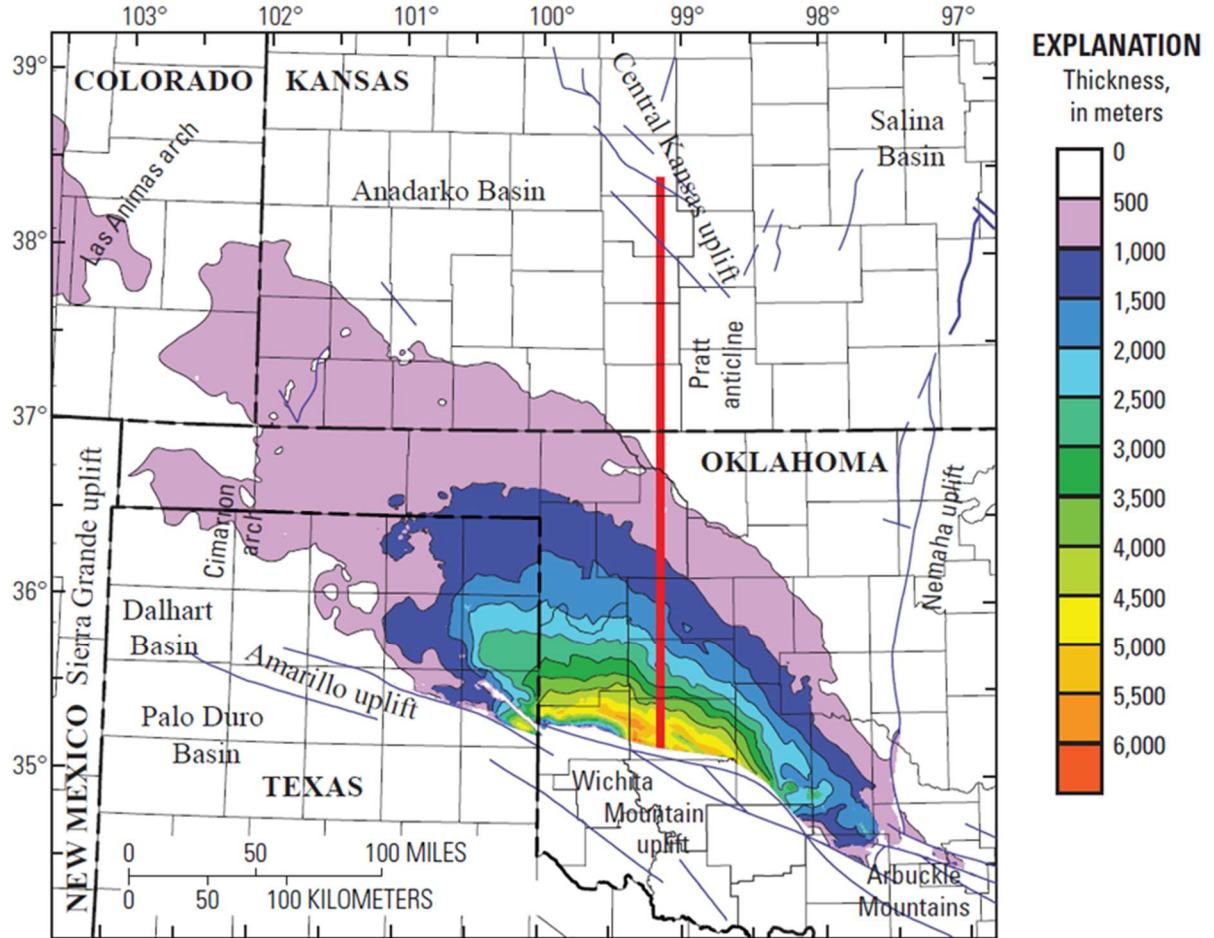 103° 102° 101° 100° 99° 98° 97°
39°
38°
37°
36°
35°
COLORADO
KANSAS
Las Animas arch
Anadarko Basin
Central Kansas uplift
Salina
Basin
Pratt
anticline
OKLAHOMA
Nemaha uplift
Sierra Grande uplift
NEW MEXICO
Cimarron
arch
Dalhart
Basin
Amarillo uplift
Palo Duro
Basin
TEXAS
Wichita
Mountain
uplift
Arbuckle
Mountains
0 50 100 MILES
0 50 100 KILOMETERS
EXPLANATION
Thickness,
in meters
0
500
1,000
1,500
2,000
2,500
3,000
3,500
4,000
4,500
5,000
5,500
6,000